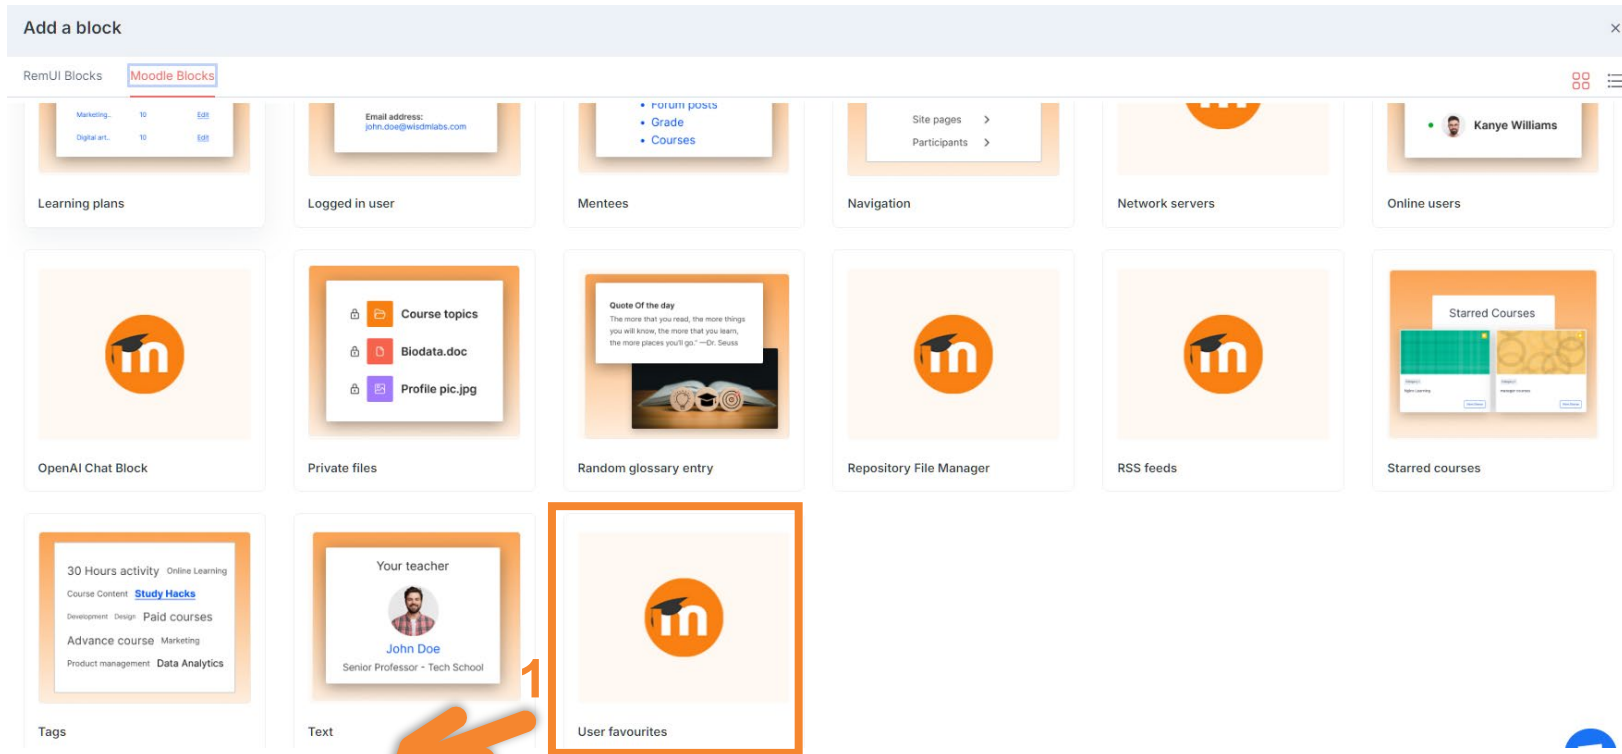 Add a block
×
RemUI Blocks Moodle Blocks
Marketing.. 10 Edit
Digital art.. 10 Edit
Email address:
john.doe@wisdmlabs.com
• Forum posts
• Grade
• Courses
Site pages
Participants
Kanye Williams
Learning plans
Logged in user
Mentees
Navigation
Network servers
Online users
Course topics
Biodata.doc
Profile pic.jpg
Quote Of the day
The more that you read, the more things
you will know, the more that you learn,
the more places you'll go." —Dr. Seuss
Starred Courses
OpenAI Chat Block
Private files
Random glossary entry
Repository File Manager
RSS feeds
Starred courses
30 Hours activity Online Learning
Course Content Study Hacks
Development Design Paid courses
Advance course Marketing
Product management Data Analytics
Your teacher
John Doe
Senior Professor - Tech School
1
Tags
Text
User favourites